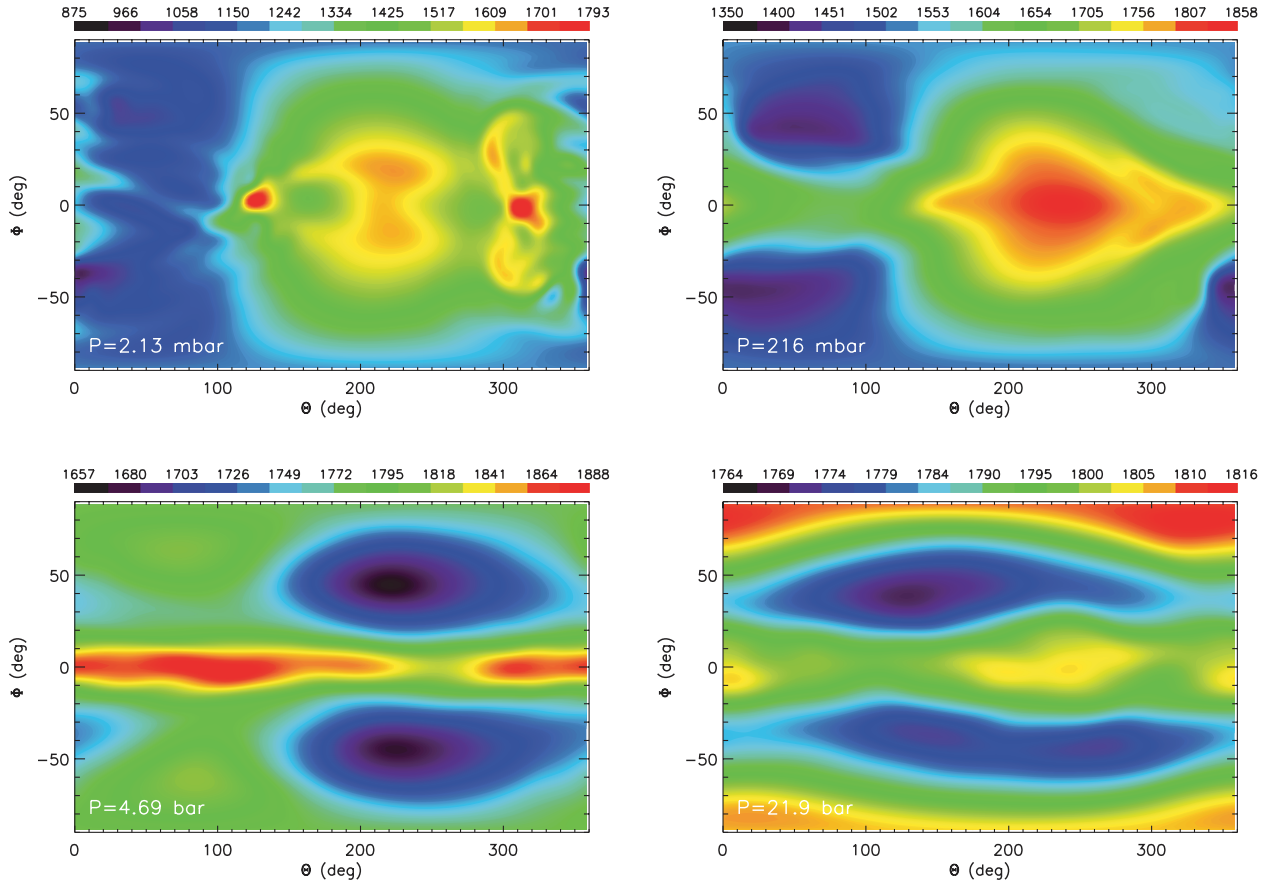 875 966 1058 1150 1242 1334 1425 1517 1609 1701 1793
50
0
−50
Φ (deg)
P=2.13 mbar
0 100 200 300
Θ (deg)
1350 1400 1451 1502 1553 1604 1654 1705 1756 1807 1858
50
0
−50
Φ (deg)
P=216 mbar
0 100 200 300
Θ (deg)
1657 1680 1703 1726 1749 1772 1795 1818 1841 1864 1888
50
0
−50
Φ (deg)
P=4.69 bar
0 100 200 300
Θ (deg)
1764 1769 1774 1779 1784 1790 1795 1800 1805 1810 1816
50
0
−50
Φ (deg)
P=21.9 bar
0 100 200 300
Θ (deg)